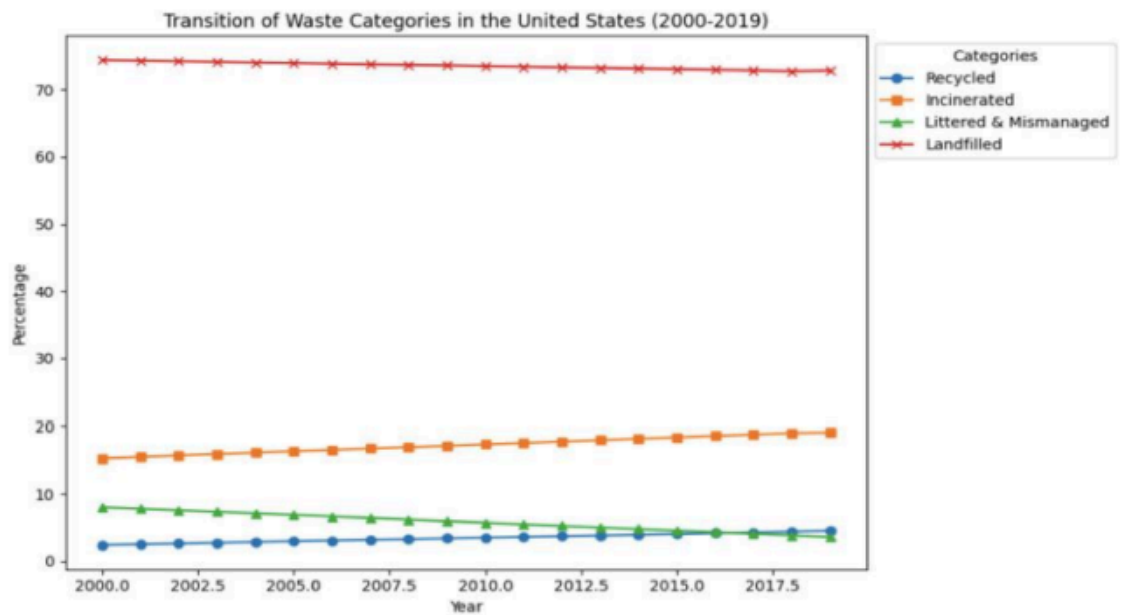 Transition of Waste Categories in the United States (2000-2019)
Categories
Recycled
Incinerated
Littered & Mismanaged
Landfilled
Percentage
70
60
50
40
30
20
10
0
2000.0 2002.5 2005.0 2007.5 2010.0 2012.5 2015.0 2017.5
Year